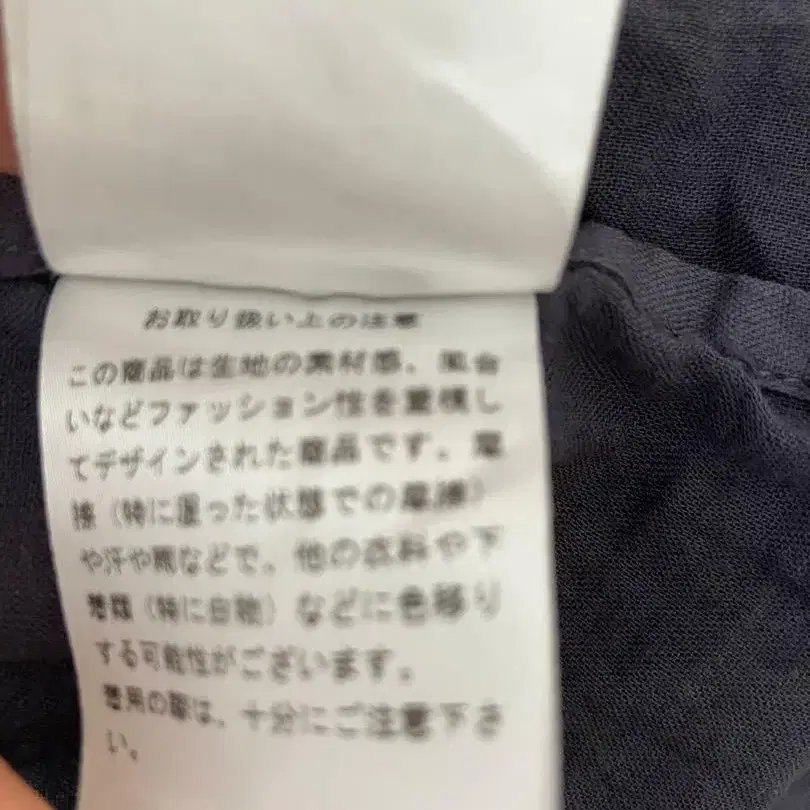 お取り扱い上の注意
この商品は生地の素材感、風合
いなどファッション性を重視し
てデザインされた商品です。摩
擦（特に湿った状態での摩擦）
や汗や雨などで、他の衣料や下
着類（特に白物）などに色移り
する可能性がございます。
着用の際は、十分にご注意下さ
い。